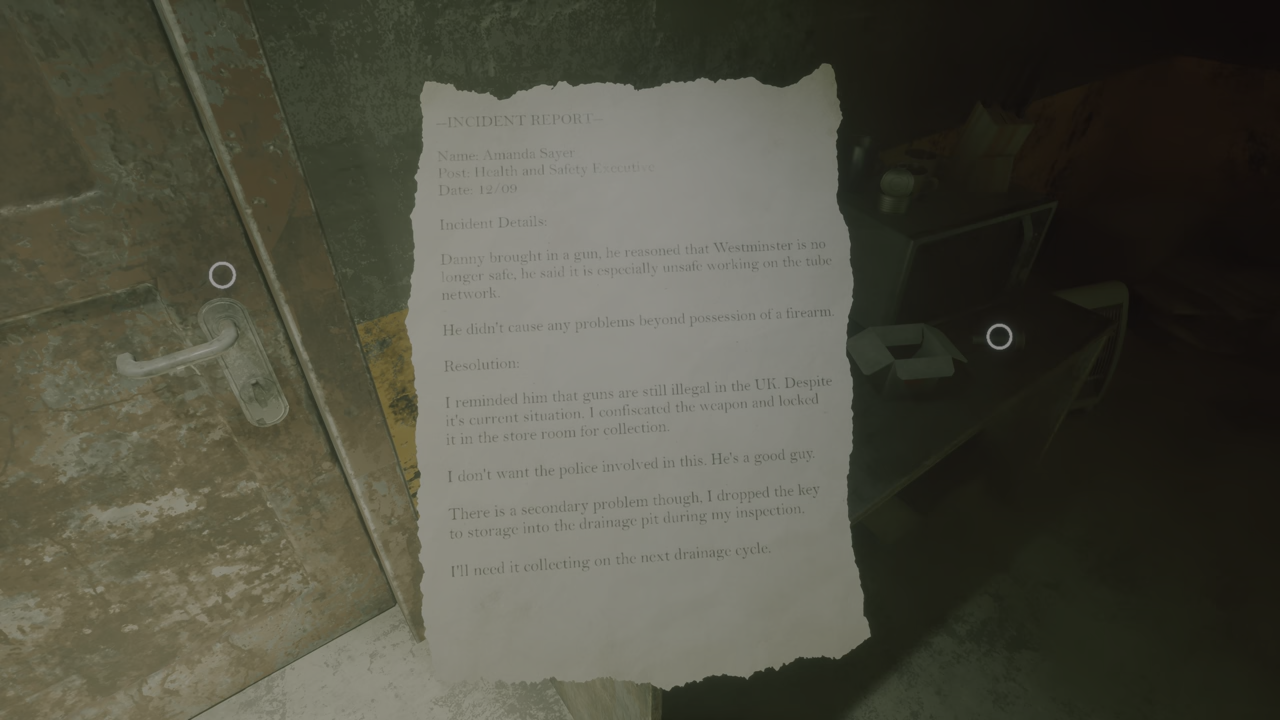 --INCIDENT REPORT--
Name: Amanda Sayer
Post: Health and Safety Executive
Date: 12/09
Incident Details:
Danny brought in a gun, he reasoned that Westminster is no
longer safe, he said it is especially unsafe working on the tube
network.
He didn't cause any problems beyond possession of a firearm.
Resolution:
I reminded him that guns are still illegal in the UK. Despite
it's current situation. I confiscated the weapon and locked
it in the store room for collection.
I don't want the police involved in this. He's a good guy.
There is a secondary problem though, I dropped the key
to storage into the drainage pit during my inspection.
I'll need it collecting on the next drainage cycle.